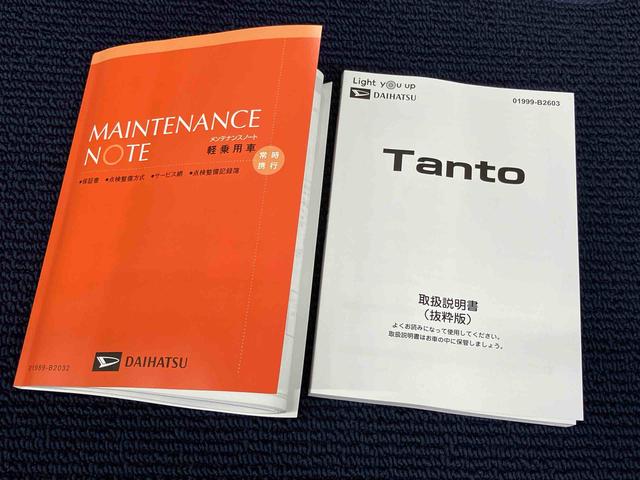 MAINTENANCE
NOTE
メンテナンスノート
軽乗用車
常時
携行
●保証書 ●点検整備方式 ●サービス網 ●点検整備記録簿
DAIHATSU
01989-B2032
Light you up
DAIHATSU
01999-B2603
Tanto
取扱説明書
（抜粋版）
よくお読みになって使用してください。
取扱説明書はお車の中に保管しましょう。